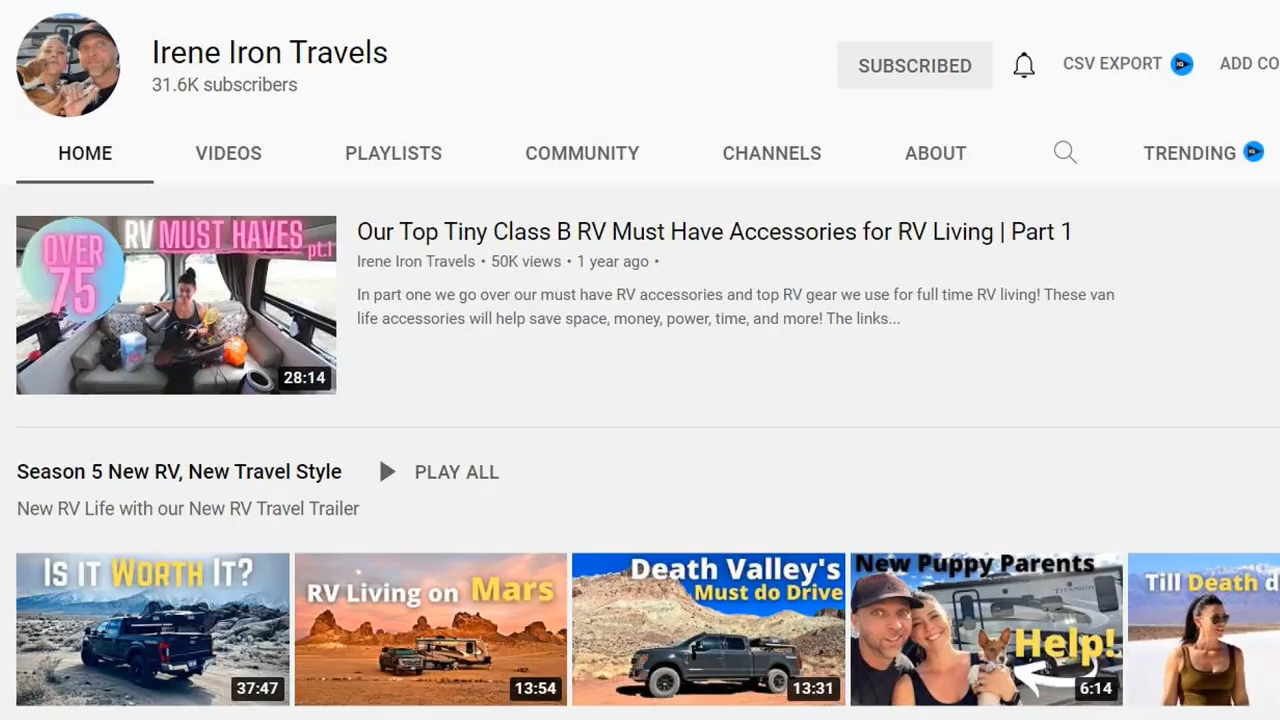 Irene Iron Travels
31.6K subscribers
SUBSCRIBED
CSV EXPORT
ADD CO
HOME
VIDEOS
PLAYLISTS
COMMUNITY
CHANNELS
ABOUT
TRENDING
OVER
75
RV MUST HAVES
pt.1
28:14
Our Top Tiny Class B RV Must Have Accessories for RV Living | Part 1
Irene Iron Travels • 50K views • 1 year ago •
In part one we go over our must have RV accessories and top RV gear we use for full time RV living! These van
life accessories will help save space, money, power, time, and more! The links...
Season 5 New RV, New Travel Style
PLAY ALL
New RV Life with our New RV Travel Trailer
IS IT WORTH IT?
37:47
RV Living on Mars
13:54
Death Valley's
Must do Drive
13:31
New Puppy Parents
TITANIUM
Help!
6:14
Till Death d